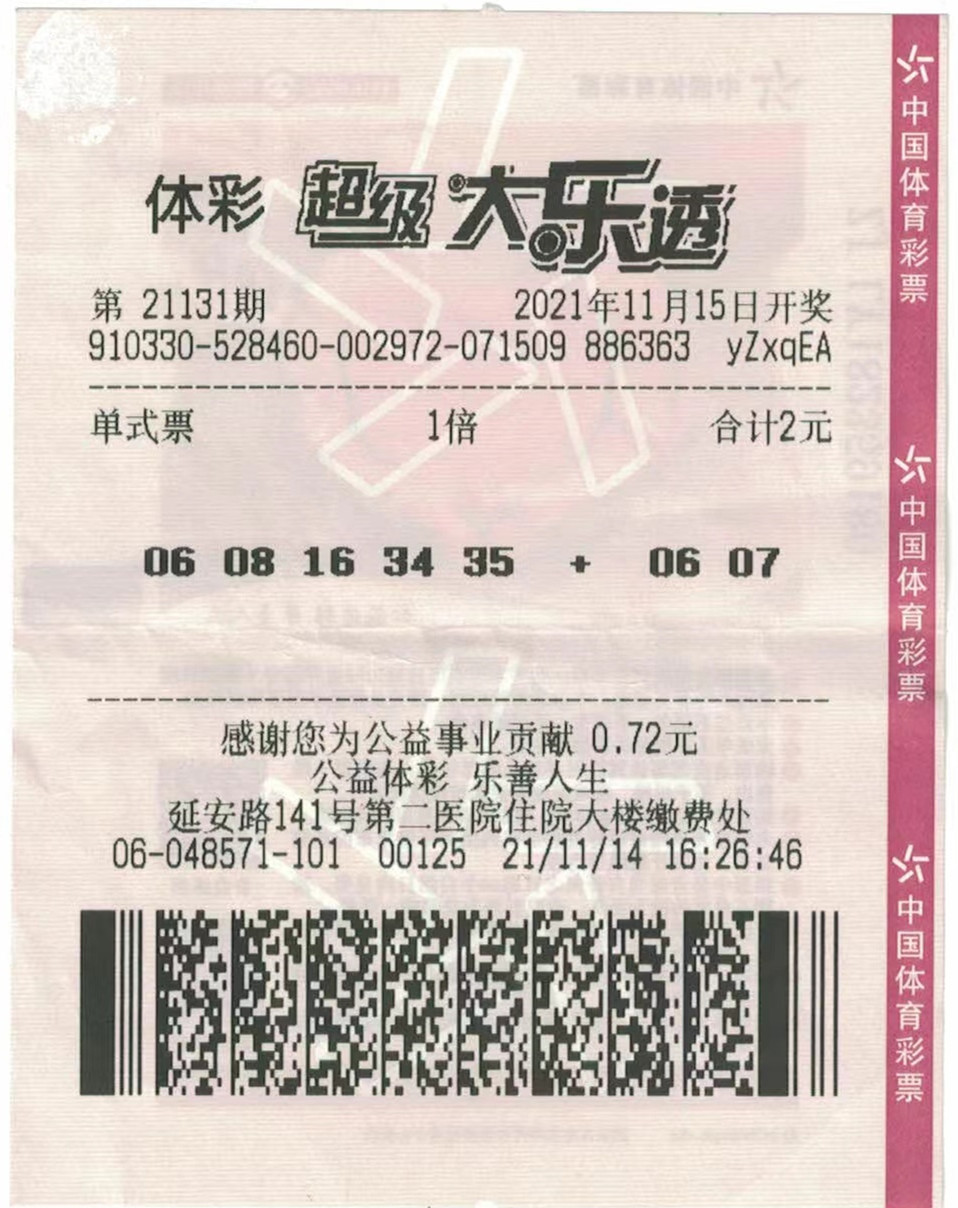 体彩 超级大乐透
第 21131期 2021年11月15日开奖
910330-528460-002972-071509 886363 yZxqEA
单式票 1倍 合计2元
06 08 16 34 35 + 06 07
感谢您为公益事业贡献 0.72元
公益体彩 乐善人生
延安路141号第二医院住院大楼缴费处
06-048571-101 00125 21/11/14 16:26:46
中国体育彩票
中国体育彩票
中国体育彩票